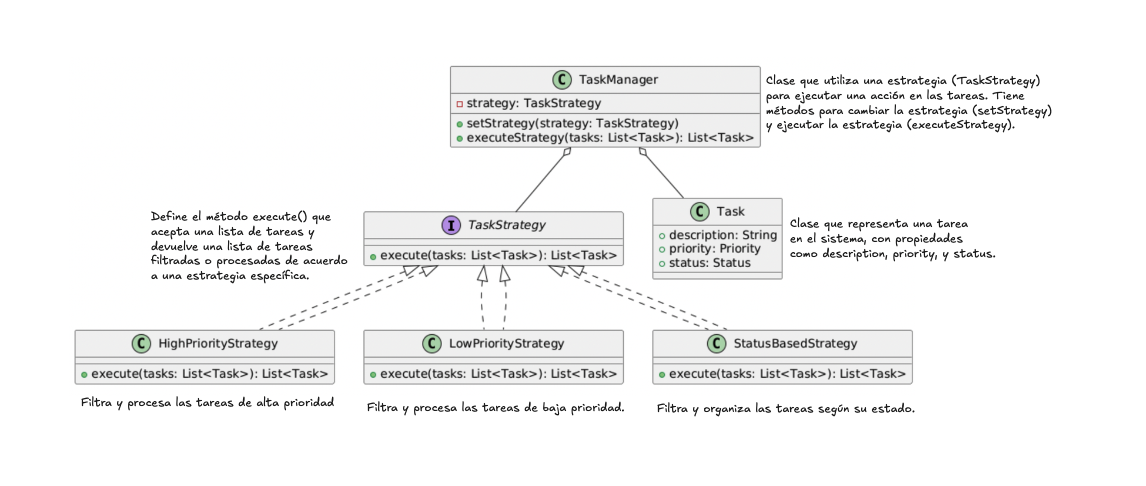 C TaskManager
strategy: TaskStrategy
setStrategy(strategy: TaskStrategy)
executeStrategy(tasks: List<Task>): List<Task>
Clase que utiliza una estrategia (TaskStrategy)
para ejecutar una acción en las tareas. Tiene
métodos para cambiar la estrategia (setStrategy)
y ejecutar la estrategia (executeStrategy).
Define el método execute() que
acepta una lista de tareas y
devuelve una lista de tareas
filtradas o procesadas de acuerdo
a una estrategia específica.
I TaskStrategy
execute(tasks: List<Task>): List<Task>
C Task
description: String
priority: Priority
status: Status
Clase que representa una tarea
en el sistema, con propiedades
como description, priority, y status.
C HighPriorityStrategy
execute(tasks: List<Task>): List<Task>
Filtra y procesa las tareas de alta prioridad
C LowPriorityStrategy
execute(tasks: List<Task>): List<Task>
Filtra y procesa las tareas de baja prioridad.
C StatusBasedStrategy
execute(tasks: List<Task>): List<Task>
Filtra y organiza las tareas según su estado.